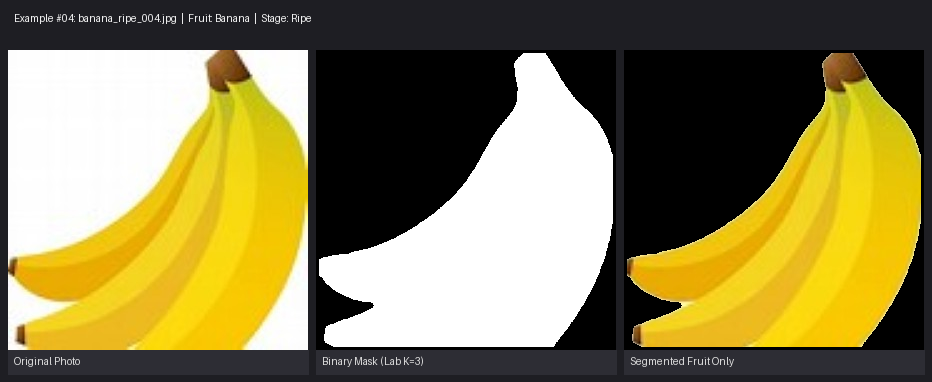 Example #04: banana_ripe_004.jpg | Fruit: Banana | Stage: Ripe
Original Photo
Binary Mask (Lab K=3)
Segmented Fruit Only